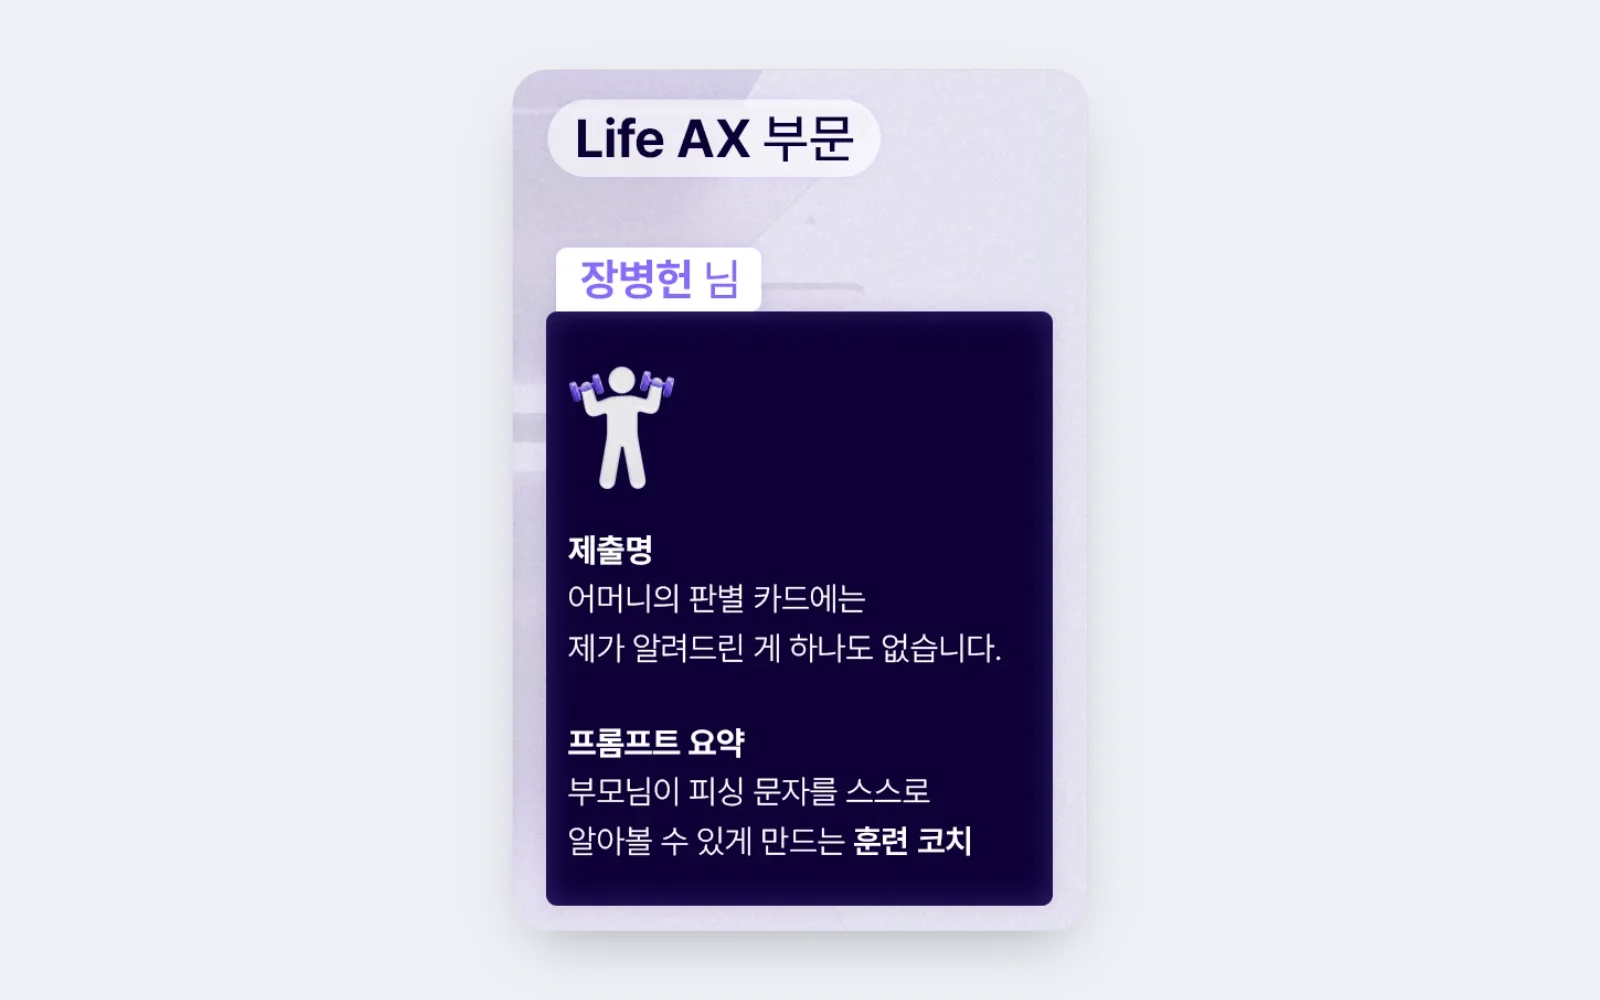 Life AX 부문
장병헌 님
제출명
어머니의 판별 카드에는
제가 알려드린 게 하나도 없습니다.
프롬프트 요약
부모님이 피싱 문자를 스스로
알아볼 수 있게 만드는 훈련 코치